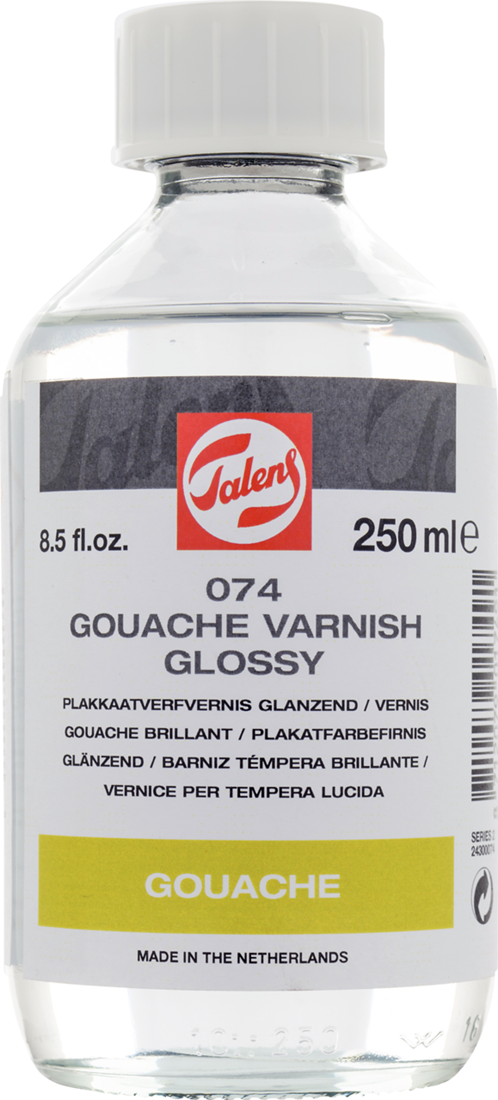 Talens
8.5 fl.oz.
250 ml e
074
GOUACHE VARNISH
GLOSSY
PLAKKAATVERFVERNIS GLANZEND / VERNIS
GOUACHE BRILLANT / PLAKATFARBEFIRNIS
GLÄNZEND / BARNIZ TÉMPERA BRILLANTE /
VERNICE PER TEMPERA LUCIDA
GOUACHE
MADE IN THE NETHERLANDS
SERIES